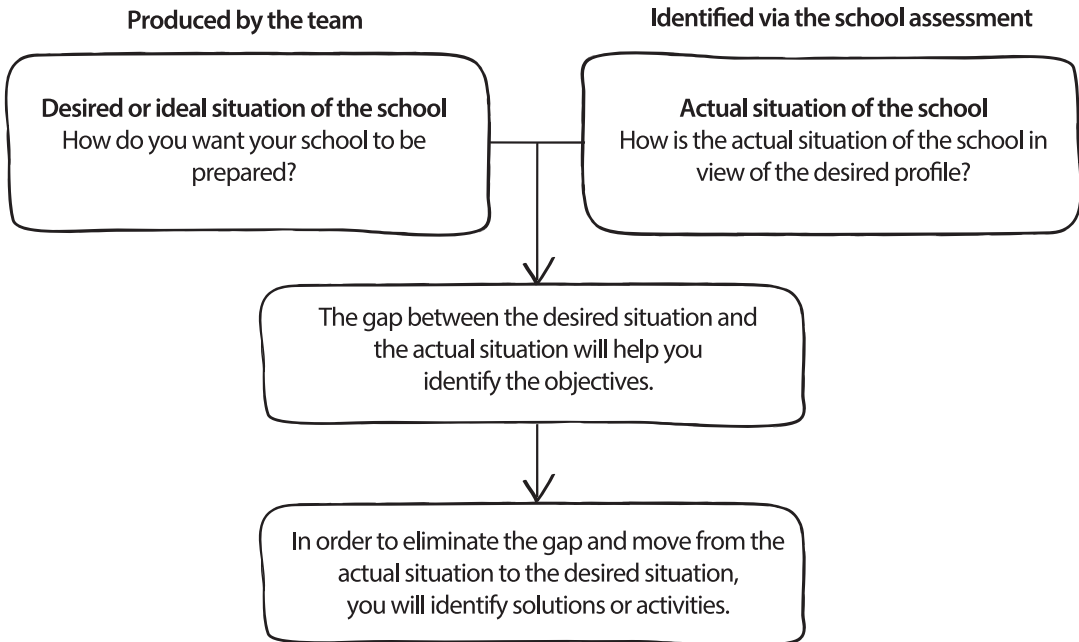 Produced by the team
Identified via the school assessment
Desired or ideal situation of the school
How do you want your school to be
prepared?
Actual situation of the school
How is the actual situation of the school in
view of the desired profile?
The gap between the desired situation and
the actual situation will help you
identify the objectives.
In order to eliminate the gap and move from the
actual situation to the desired situation,
you will identify solutions or activities.